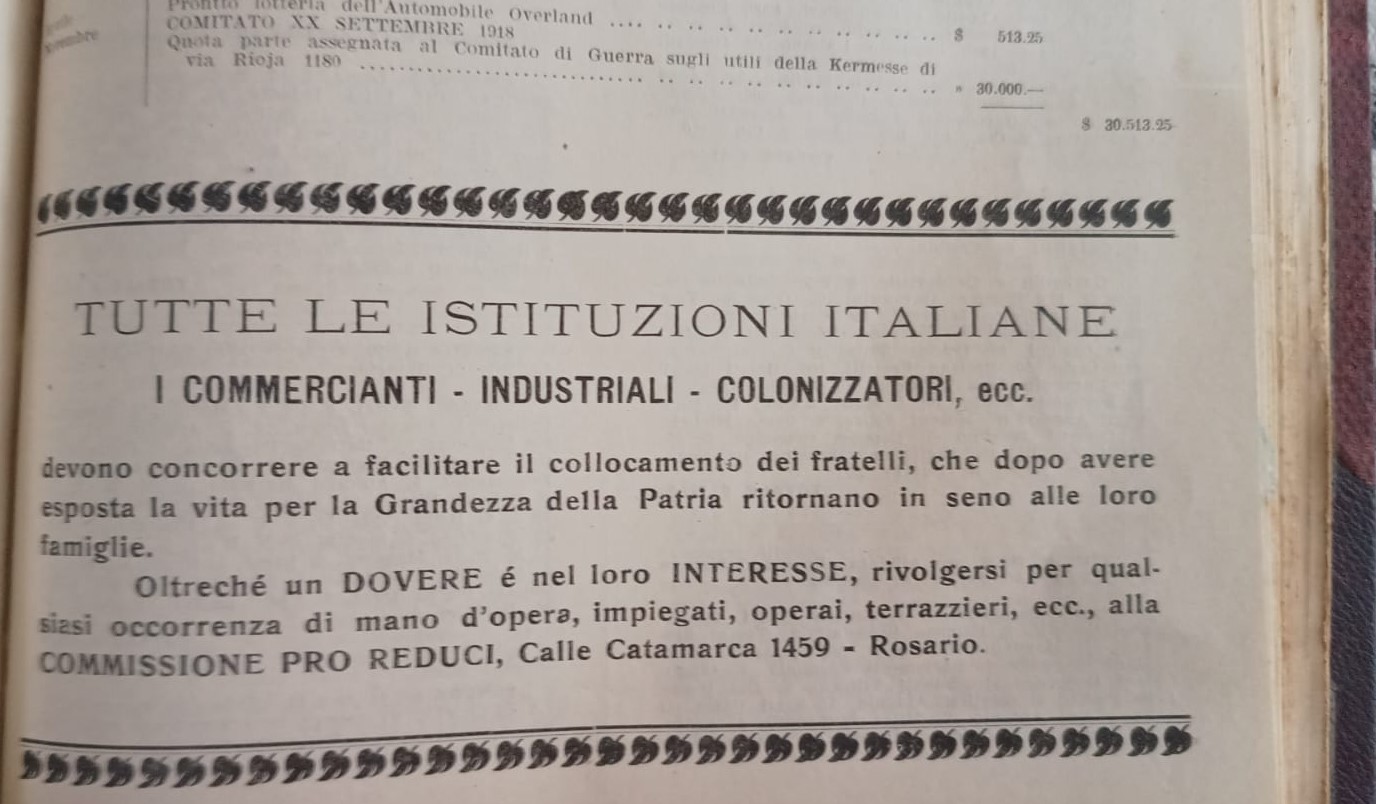 Prontto lotteria dell'Automobile Overland .... .. .. .. .. .. .. .. .. .. .. $ 513.25
COMITATO XX SETTEMBRE 1918
Quota parte assegnata al Comitato di Guerra sugli utili della Kermesse di
via Rioja 1180 ............................ .. .. .. .. .. .. .. .. .. .. » 30.000.—
$ 30.513.25
TUTTE LE ISTITUZIONI ITALIANE
I COMMERCIANTI - INDUSTRIALI - COLONIZZATORI, ecc.
devono concorrere a facilitare il collocamento dei fratelli, che dopo avere
esposta la vita per la Grandezza della Patria ritornano in seno alle loro
famiglie.
Oltreché un DOVERE é nel loro INTERESSE, rivolgersi per qual-
siasi occorrenza di mano d'opera, impiegati, operai, terrazzieri, ecc., alla
COMMISSIONE PRO REDUCI, Calle Catamarca 1459 - Rosario.